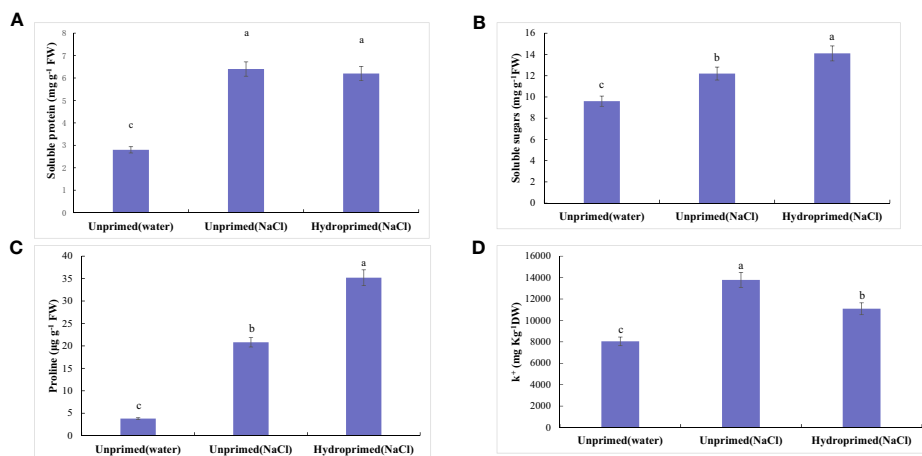 A
Soluble protein (mg g⁻¹ FW)
8
7
6
5
4
3
2
1
0
c
a
a
Unprimed(water) Unprimed(NaCl) Hydroprimed(NaCl)
B
Soluble sugars (mg g⁻¹FW)
16
14
12
10
8
6
4
2
0
c
b
a
Unprimed(water) Unprimed(NaCl) Hydroprimed(NaCl)
C
Proline (µg g⁻¹ FW)
40
35
30
25
20
15
10
5
0
c
b
a
Unprimed(water) Unprimed(NaCl) Hydroprimed(NaCl)
D
k⁺ (mg Kg⁻¹DW)
16000
14000
12000
10000
8000
6000
4000
2000
0
c
a
b
Unprimed(water) Unprimed(NaCl) Hydroprimed(NaCl)